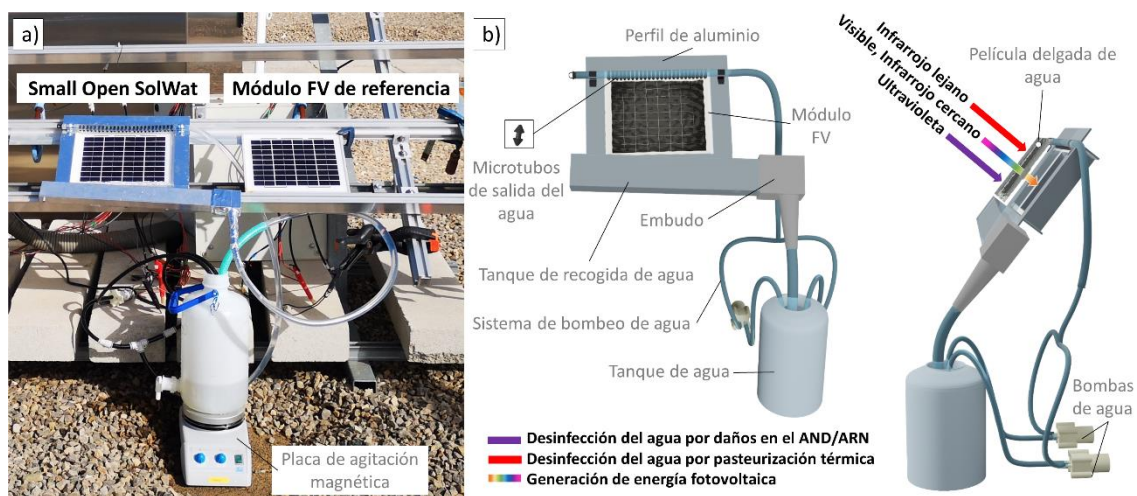 a)
Small Open SolWat
Módulo FV de referencia
Placa de agitación
magnética
b)
Perfil de aluminio
Módulo
FV
Microtubos
de salida del
agua
Embudo
Tanque de recogida de agua
Sistema de bombeo de agua
Tanque de agua
Infrarrojo lejano
Visible, Infrarrojo cercano
Ultravioleta
Película delgada de
agua
Bombas
de agua
Desinfección del agua por daños en el AND/ARN
Desinfección del agua por pasteurización térmica
Generación de energía fotovoltaica